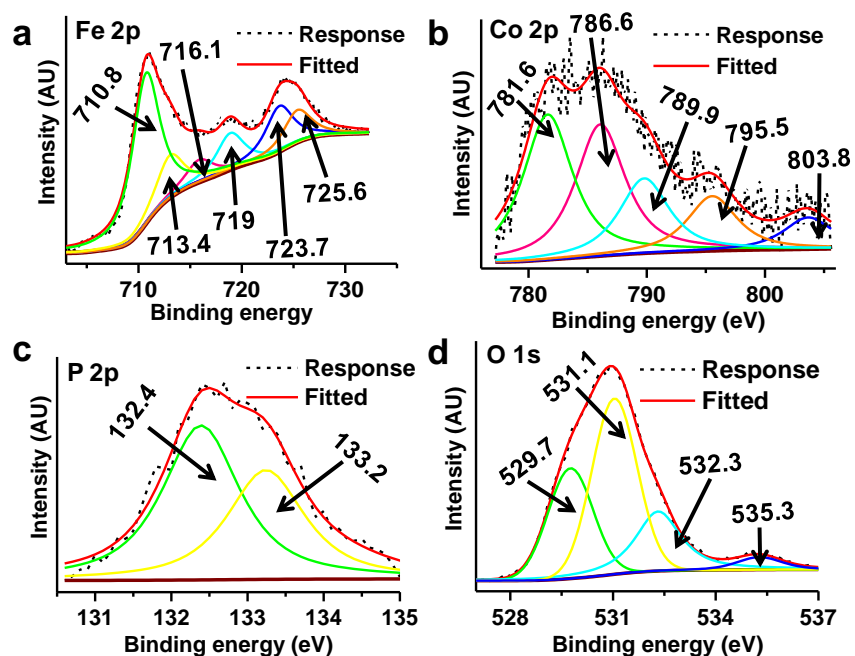 a
Fe 2p
Response
Fitted
710.8
716.1
713.4
719
723.7
725.6
Intensity (AU)
710
720
730
Binding energy
b
Co 2p
Response
Fitted
781.6
786.6
789.9
795.5
803.8
Intensity (AU)
780
790
800
Binding energy (eV)
c
P 2p
Response
Fitted
132.4
133.2
Intensity (AU)
131
132
133
134
135
Binding energy (eV)
d
O 1s
Response
Fitted
529.7
531.1
532.3
535.3
Intensity (AU)
528
531
534
537
Binding energy (eV)